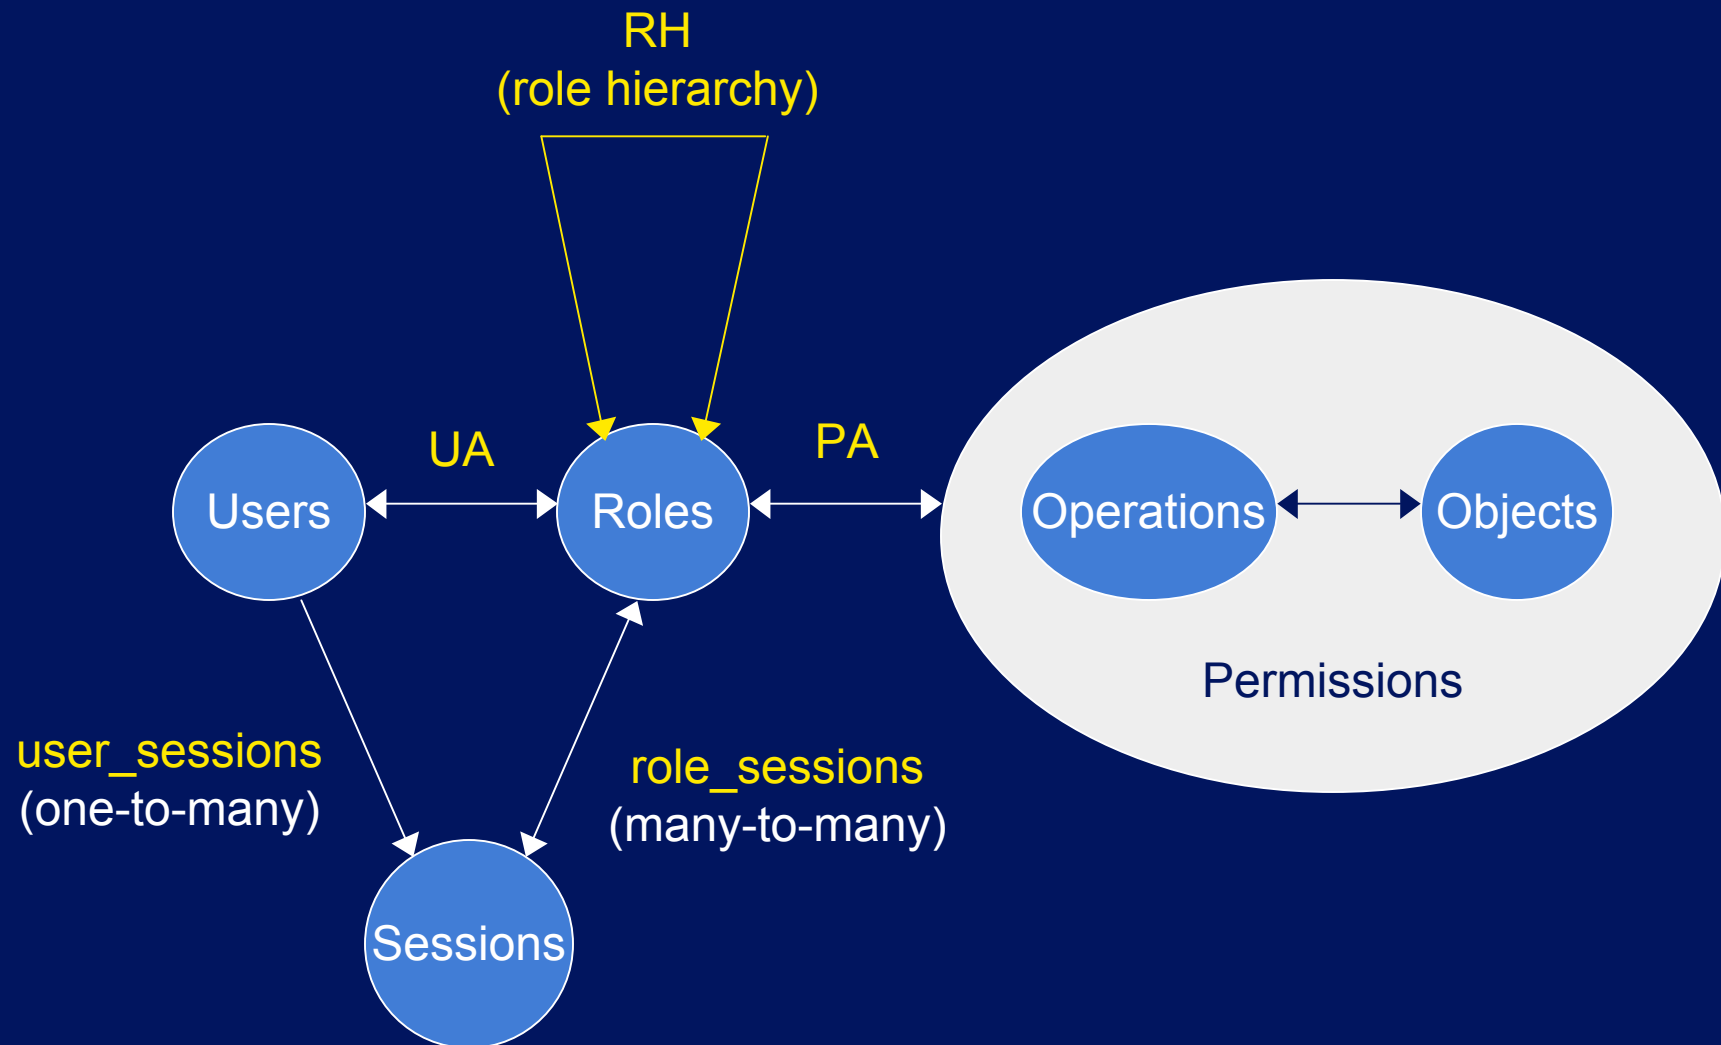 RH
(role hierarchy)
UA
PA
Users
Roles
Operations
Objects
Permissions
user_sessions
(one-to-many)
role_sessions
(many-to-many)
Sessions